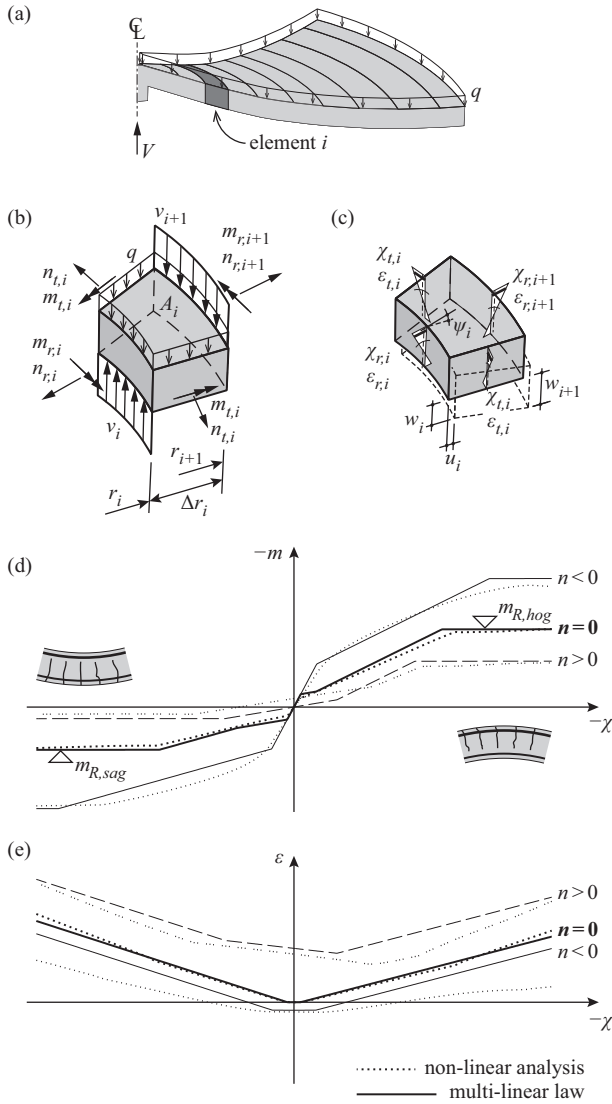 (a)
℄
q
element i
V
(b)
v_{i+1}
m_{r,i+1}
n_{r,i+1}
n_{t,i}
m_{t,i}
q
A_i
m_{r,i}
n_{r,i}
m_{t,i}
n_{t,i}
v_i
r_{i+1}
r_i
Δr_i
(c)
χ_{t,i}
ε_{t,i}
χ_{r,i+1}
ε_{r,i+1}
ψ_i
χ_{r,i}
ε_{r,i}
w_{i+1}
χ_{t,i}
w_i
ε_{t,i}
u_i
(d)
−m
n<0
m_{R,hog}
n=0
n>0
−χ
m_{R,sag}
(e)
ε
n>0
n=0
n<0
−χ
non-linear analysis
multi-linear law